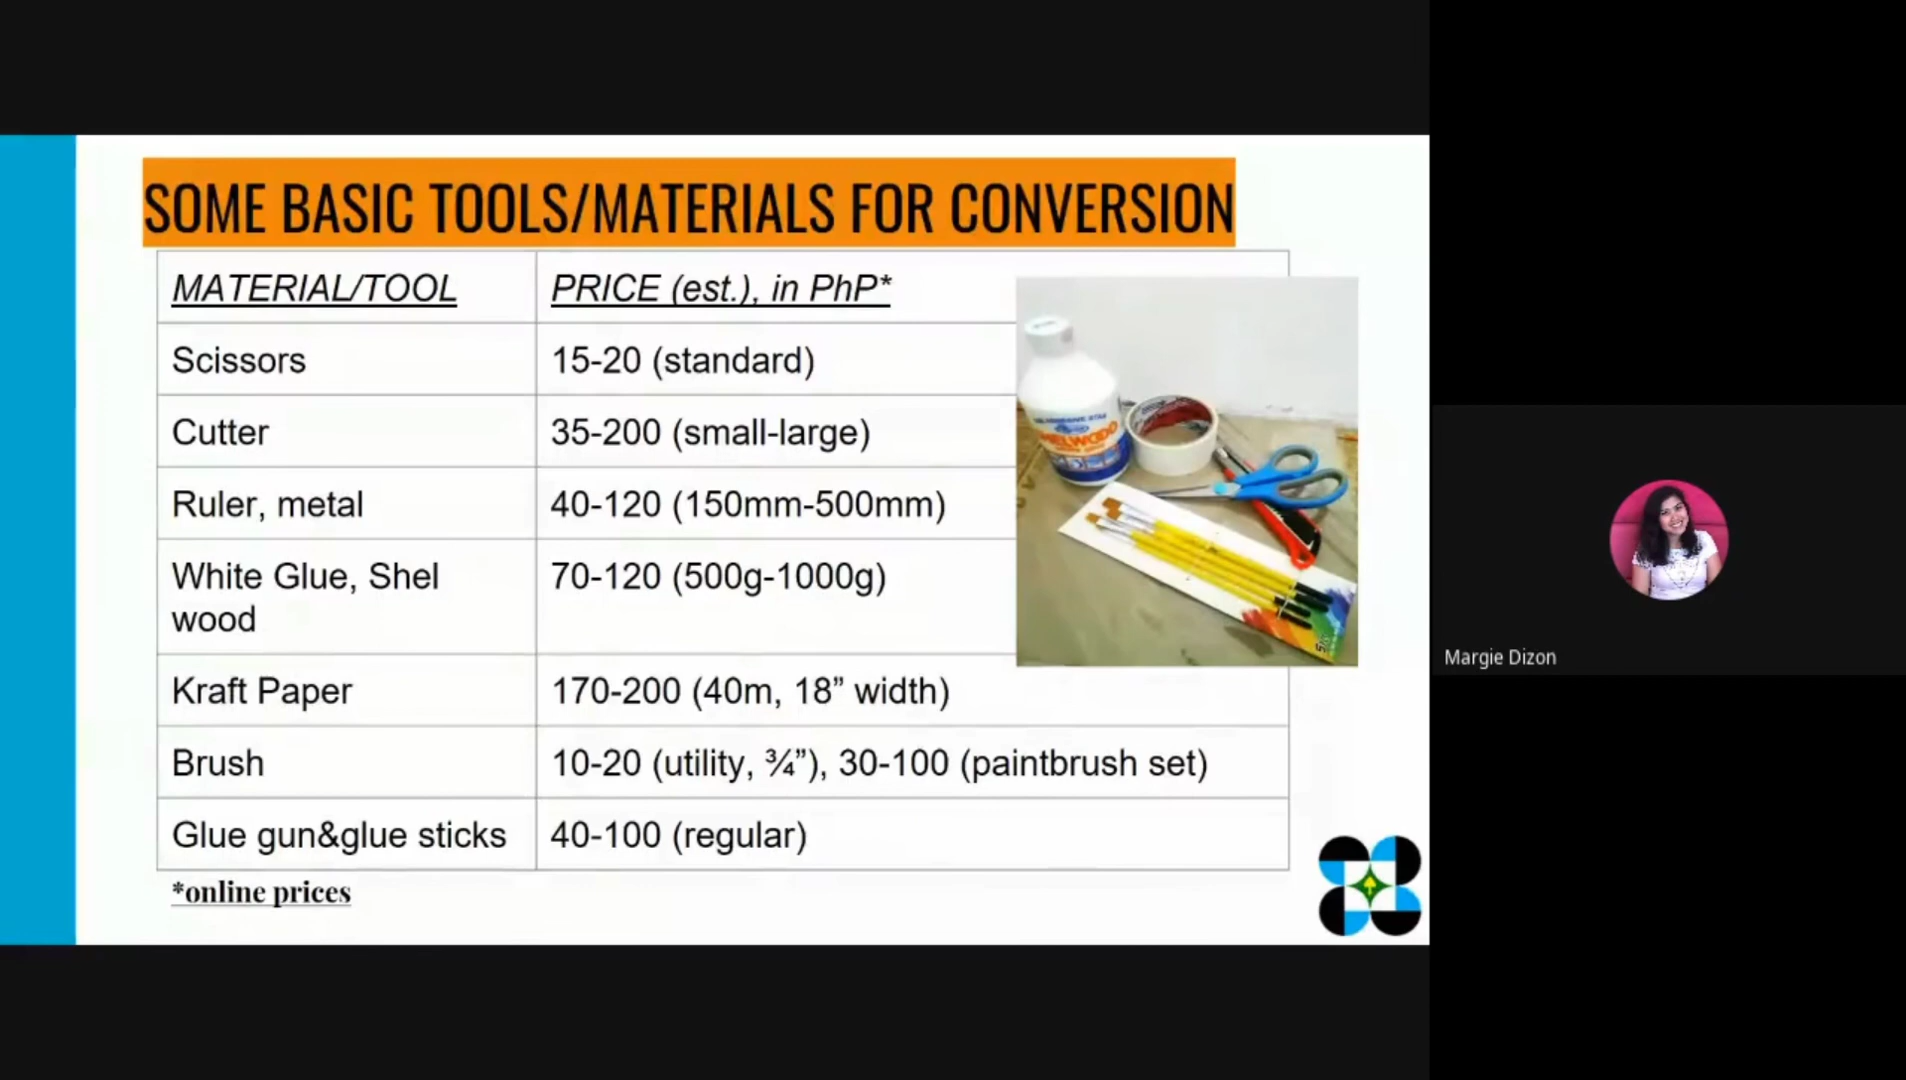 SOME BASIC TOOLS/MATERIALS FOR CONVERSION
MATERIAL/TOOL PRICE (est.), in PhP*
Scissors 15-20 (standard)
Cutter 35-200 (small-large)
Ruler, metal 40-120 (150mm-500mm)
White Glue, Shel 70-120 (500g-1000g)
wood
Kraft Paper 170-200 (40m, 18” width)
Brush 10-20 (utility, ¾”), 30-100 (paintbrush set)
Glue gun&glue sticks 40-100 (regular)
*online prices
Margie Dizon